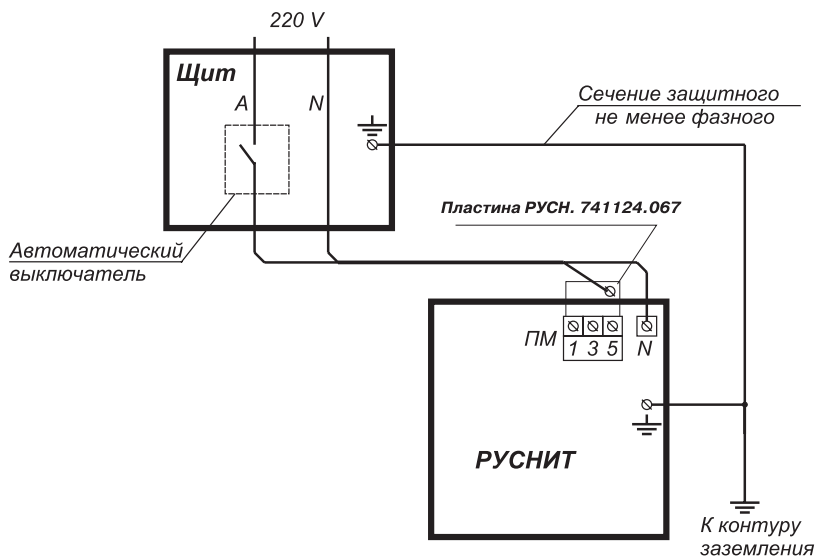 220 V
Щит
A
N
Сечение защитного
не менее фазного
Пластина РУСН. 741124.067
Автоматический
выключатель
ПМ
1 3 5
N
РУСНИТ
К контуру
заземления